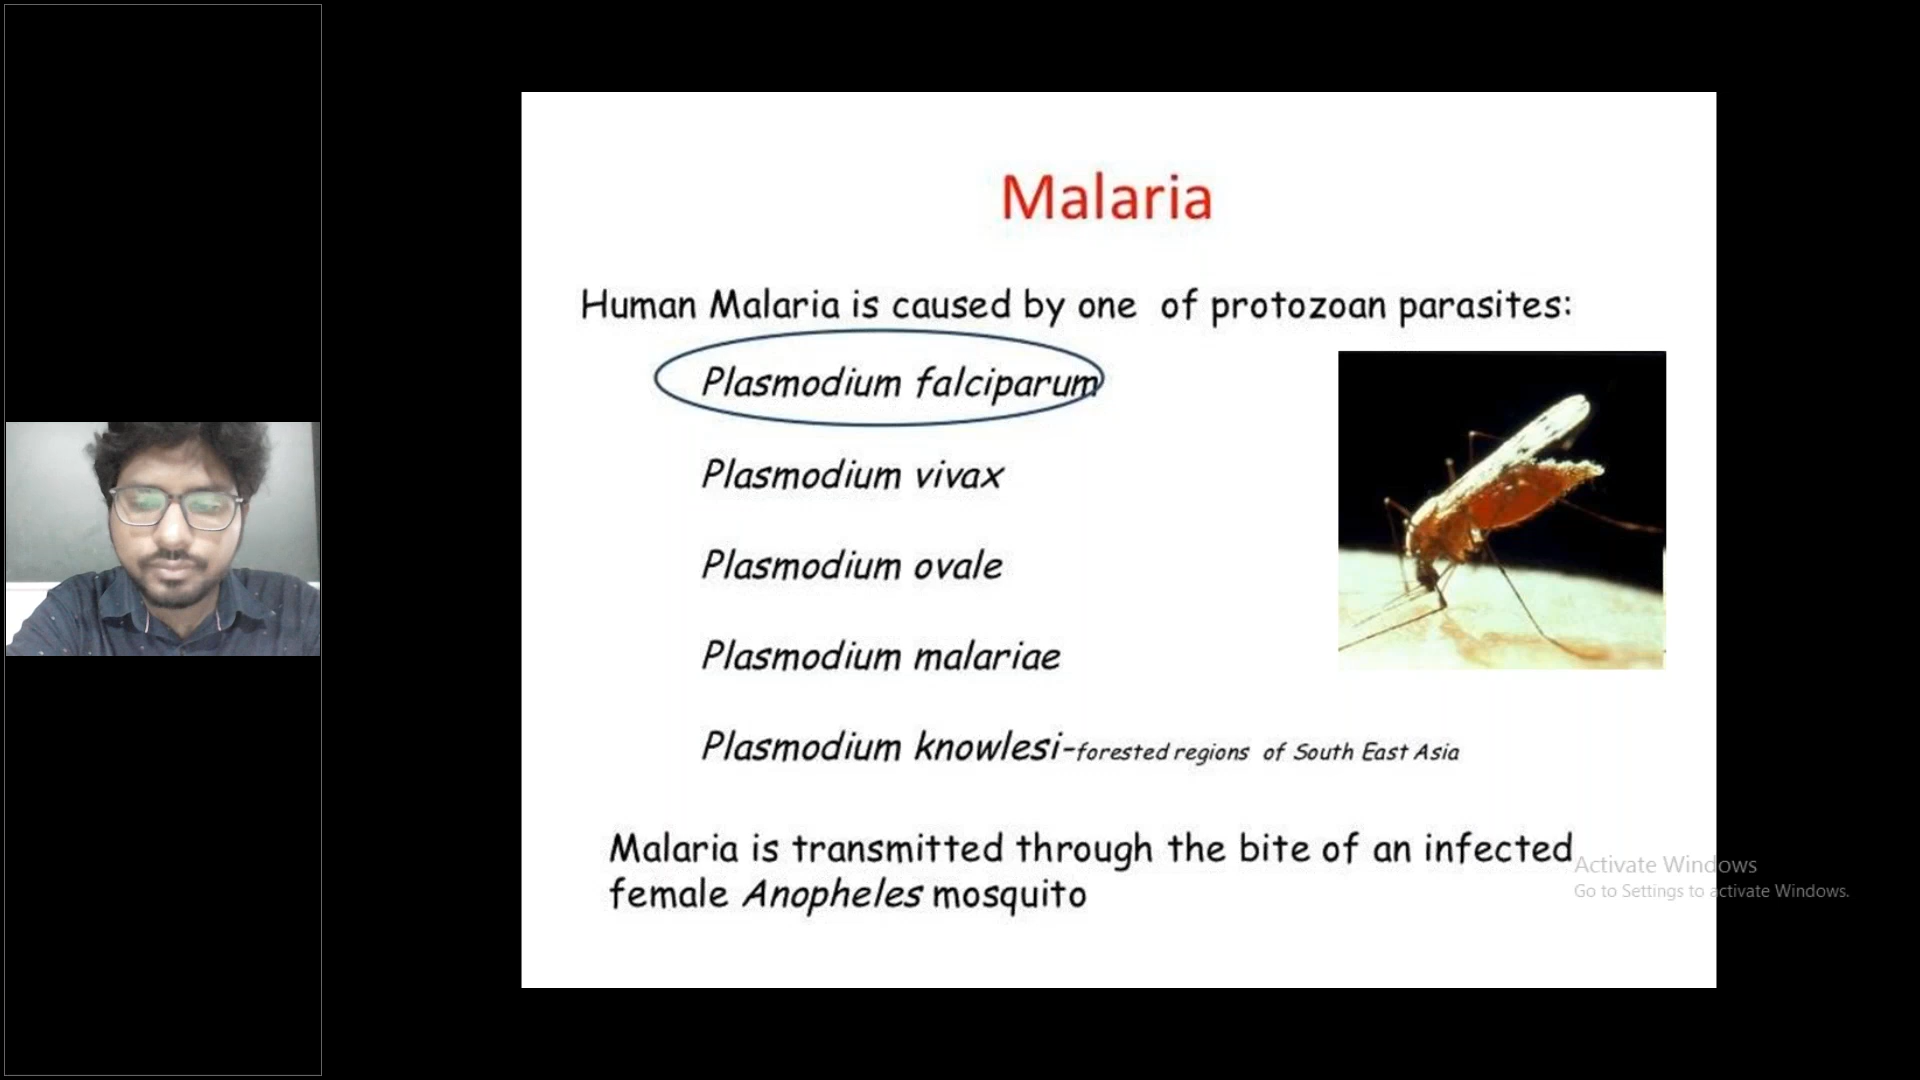 Malaria
Human Malaria is caused by one of protozoan parasites:
Plasmodium falciparum
Plasmodium vivax
Plasmodium ovale
Plasmodium malariae
Plasmodium knowlesi-forested regions of South East Asia
Malaria is transmitted through the bite of an infected
female Anopheles mosquito
Activate Windows
Go to Settings to activate Windows.